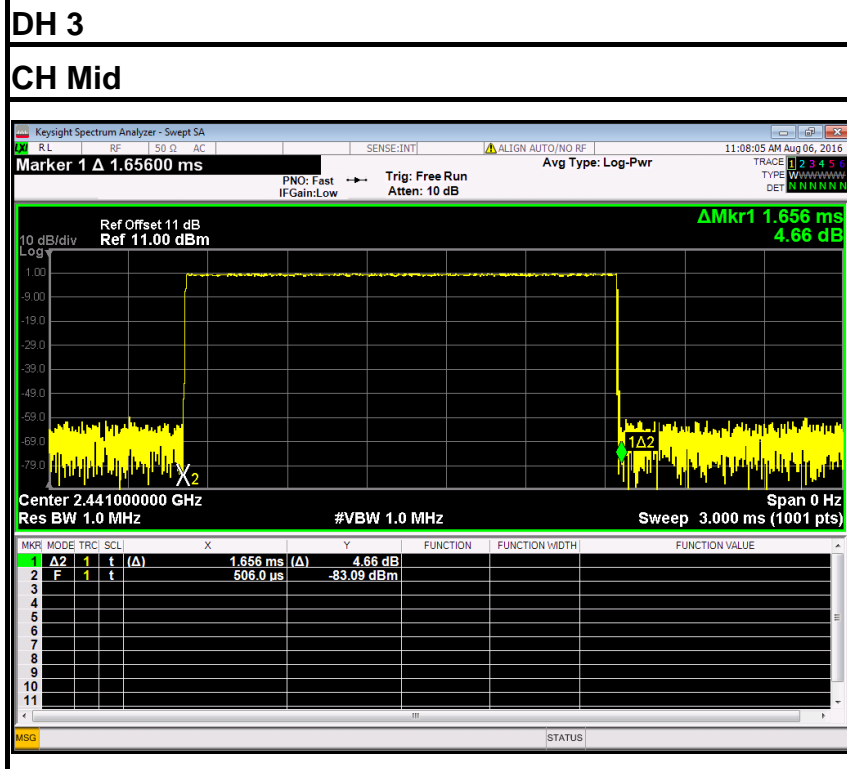 DH 3
CH Mid
Keysight Spectrum Analyzer - Swept SA
LXI RL RF 50 Ω AC SENSE:INT ALIGN AUTO/NO RF 11:08:05 AM Aug 06, 2016
Marker 1 Δ 1.65600 ms
PNO: Fast IFGain:Low
Trig: Free Run Atten: 10 dB
Avg Type: Log-Pwr
TRACE 1 2 3 4 5 6
TYPE WWWWWW
DET N N N N N N
ΔMkr1 1.656 ms
4.66 dB
Ref Offset 11 dB
10 dB/div Ref 11.00 dBm
Log
1.00
-9.00
-19.0
-29.0
-39.0
-49.0
-59.0
-69.0
-79.0
X2
1Δ2
Center 2.441000000 GHz Span 0 Hz
Res BW 1.0 MHz #VBW 1.0 MHz Sweep 3.000 ms (1001 pts)
MKR MODE TRC SCL X Y FUNCTION FUNCTION WIDTH FUNCTION VALUE
1 Δ2 1 t (Δ) 1.656 ms (Δ) 4.66 dB
2 F 1 t 506.0 µs -83.09 dBm
3
4
5
6
7
8
9
10
11
MSG STATUS